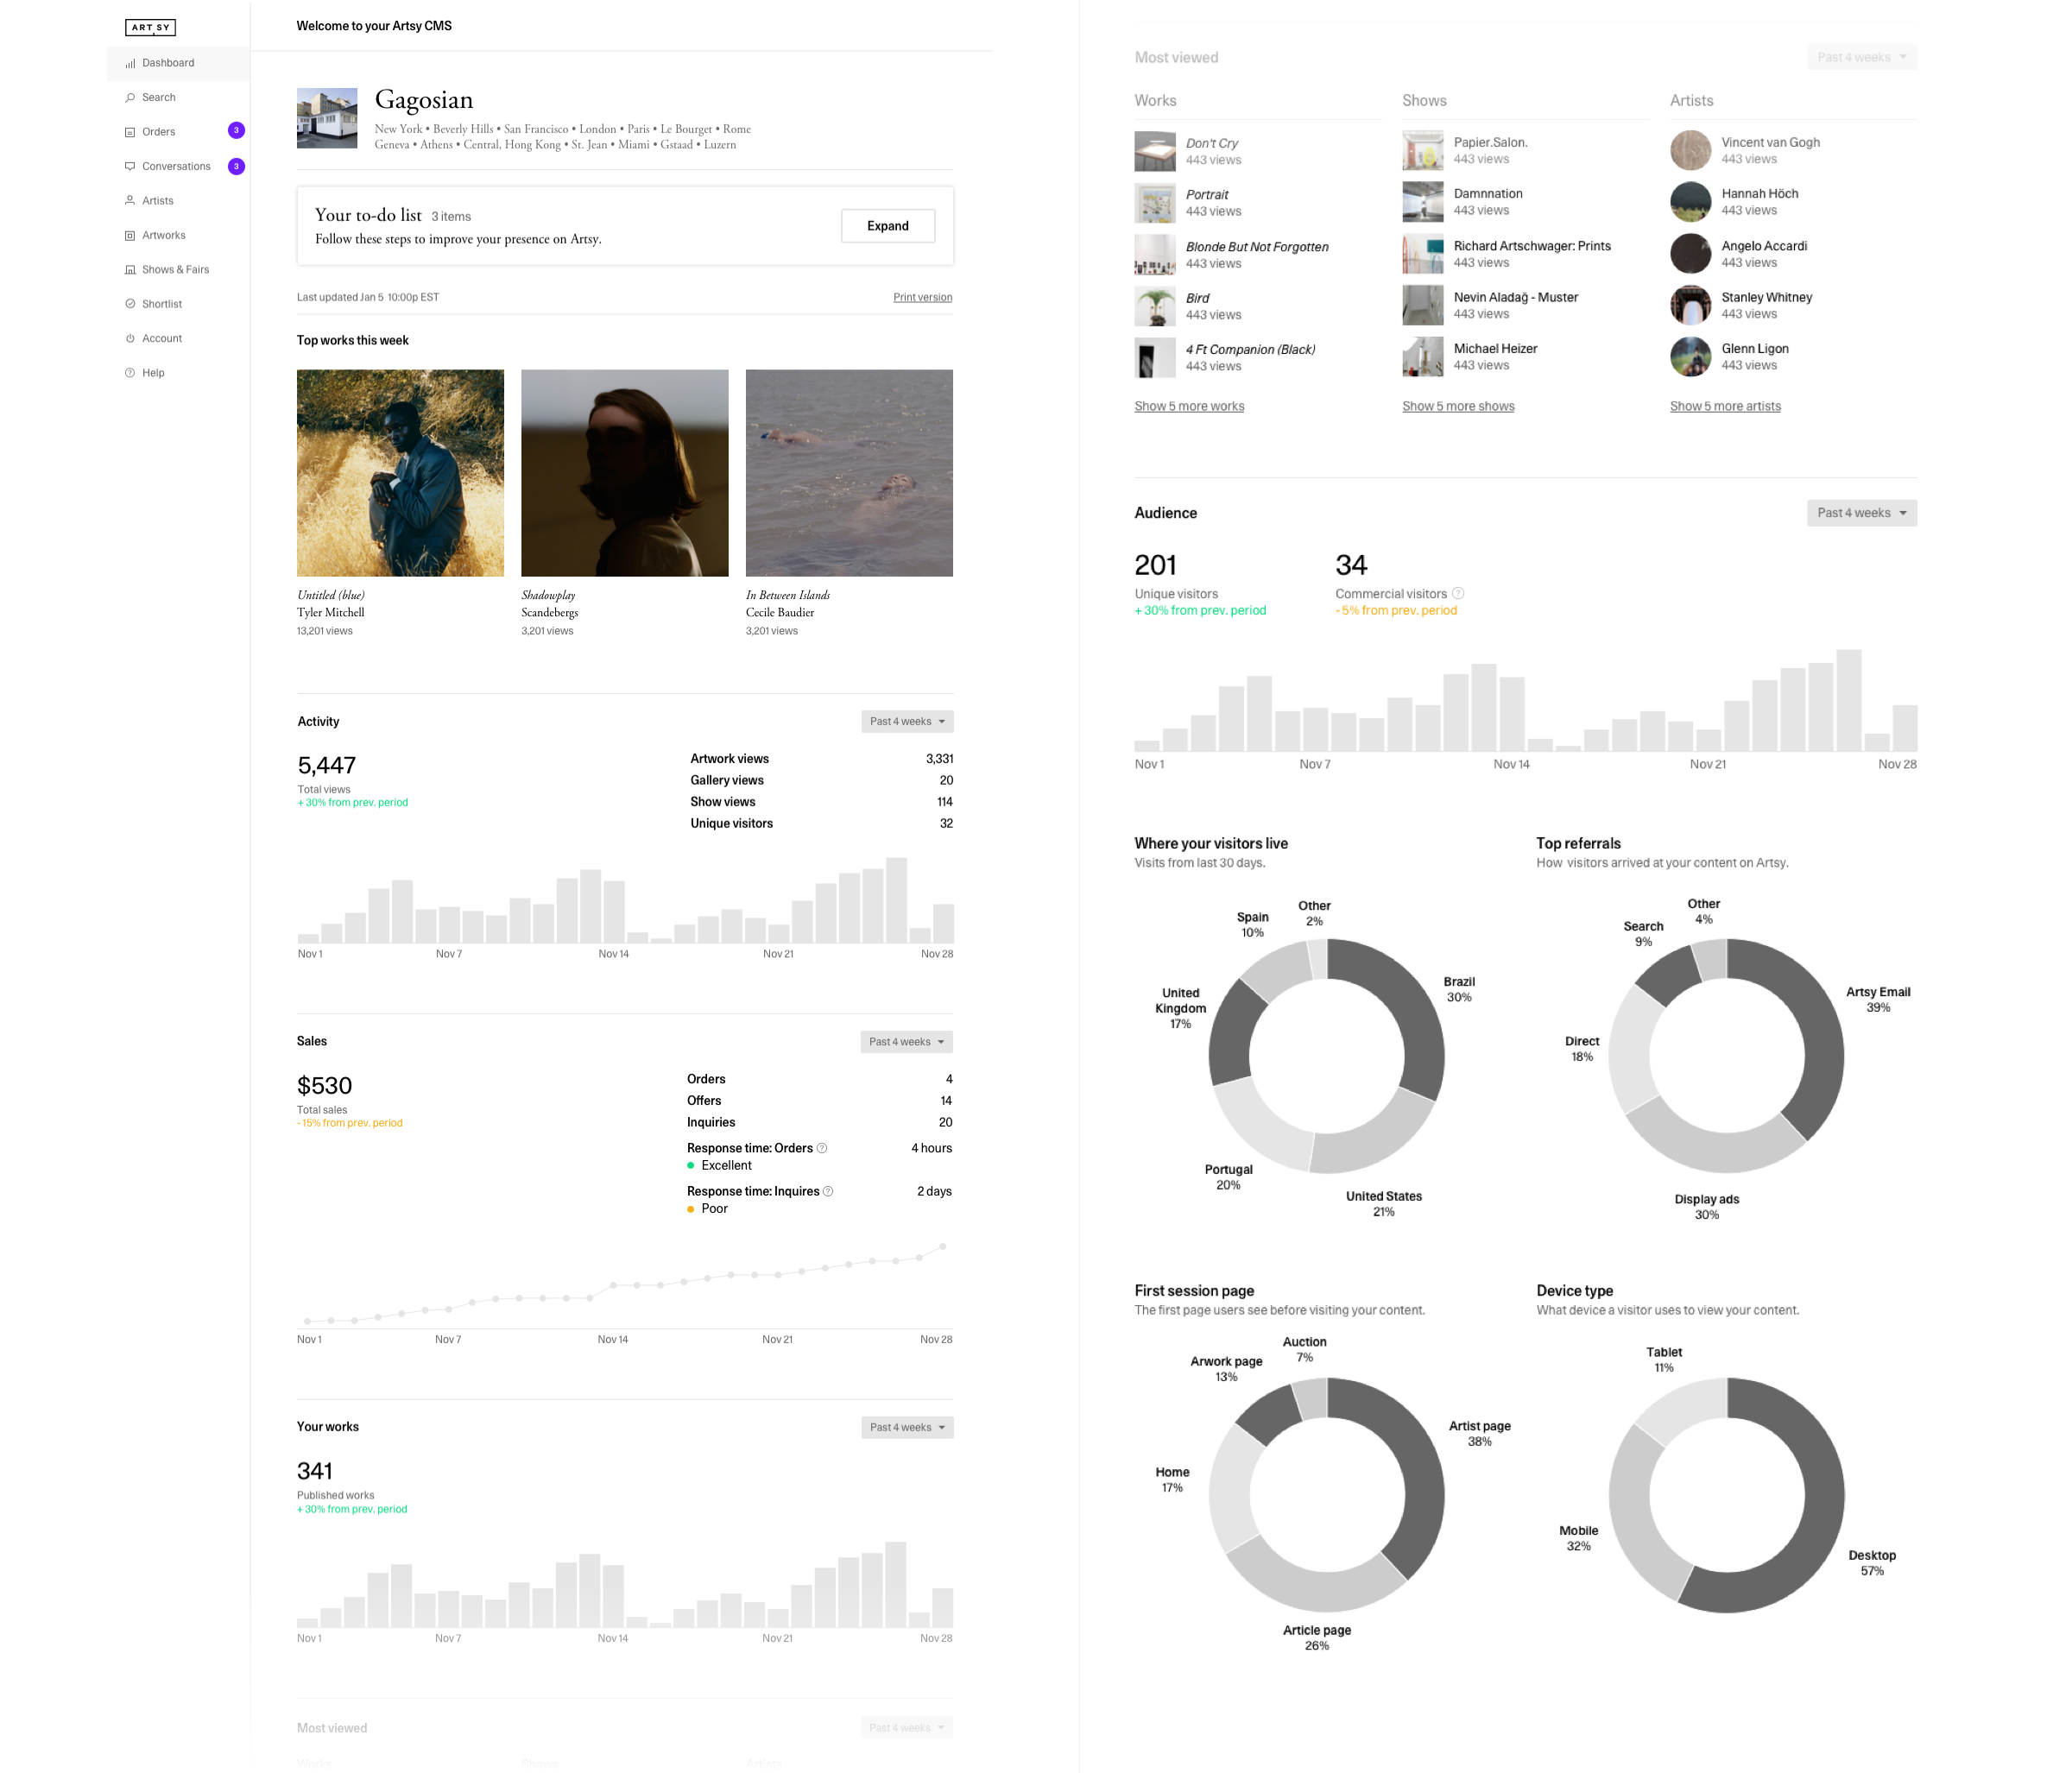 ARTSY
Dashboard
Search
Orders
3
Conversations
3
Artists
Artworks
Shows & Fairs
Shortlist
Account
Help
Welcome to your Artsy CMS
Gagosian
New York • Beverly Hills • San Francisco • London • Paris • Le Bourget • Rome
Geneva • Athens • Central, Hong Kong • St. Jean • Miami • Gstaad • Luzern
Your to-do list 3 items
Follow these steps to improve your presence on Artsy.
Expand
Last updated Jan 5 10:00p EST
Print version
Top works this week
Untitled (blue)
Tyler Mitchell
13,201 views
Shadowplay
Scandebergs
3,201 views
In Between Islands
Cecile Baudier
3,201 views
Activity
Past 4 weeks
5,447
Total views
+ 30% from prev. period
Artwork views 3,331
Gallery views 20
Show views 114
Unique visitors 32
Nov 1 Nov 7 Nov 14 Nov 21 Nov 28
Sales
Past 4 weeks
$530
Total sales
- 15% from prev. period
Orders 4
Offers 14
Inquiries 20
Response time: Orders ? 4 hours
Excellent
Response time: Inquires ? 2 days
Poor
Nov 1 Nov 7 Nov 14 Nov 21 Nov 28
Your works
Past 4 weeks
341
Published works
+ 30% from prev. period
Nov 1 Nov 7 Nov 14 Nov 21 Nov 28
Most viewed
Past 4 weeks
Works Shows Artists
Most viewed
Past 4 weeks
Works
Don't Cry
443 views
Portrait
443 views
Blonde But Not Forgotten
443 views
Bird
443 views
4 Ft Companion (Black)
443 views
Show 5 more works
Shows
Papier.Salon.
443 views
Damnnation
443 views
Richard Artschwager: Prints
443 views
Nevin Aladağ - Muster
443 views
Michael Heizer
443 views
Show 5 more shows
Artists
Vincent van Gogh
443 views
Hannah Höch
443 views
Angelo Accardi
443 views
Stanley Whitney
443 views
Glenn Ligon
443 views
Show 5 more artists
Audience
Past 4 weeks
201
Unique visitors
+ 30% from prev. period
34
Commercial visitors ?
- 5% from prev. period
Nov 1 Nov 7 Nov 14 Nov 21 Nov 28
Where your visitors live
Visits from last 30 days.
Other
2%
Spain
10%
Brazil
30%
United
Kingdom
17%
Portugal
20%
United States
21%
Top referrals
How visitors arrived at your content on Artsy.
Other
4%
Search
9%
Artsy Email
39%
Direct
18%
Display ads
30%
First session page
The first page users see before visiting your content.
Auction
7%
Arwork page
13%
Artist page
38%
Home
17%
Article page
26%
Device type
What device a visitor uses to view your content.
Tablet
11%
Mobile
32%
Desktop
57%